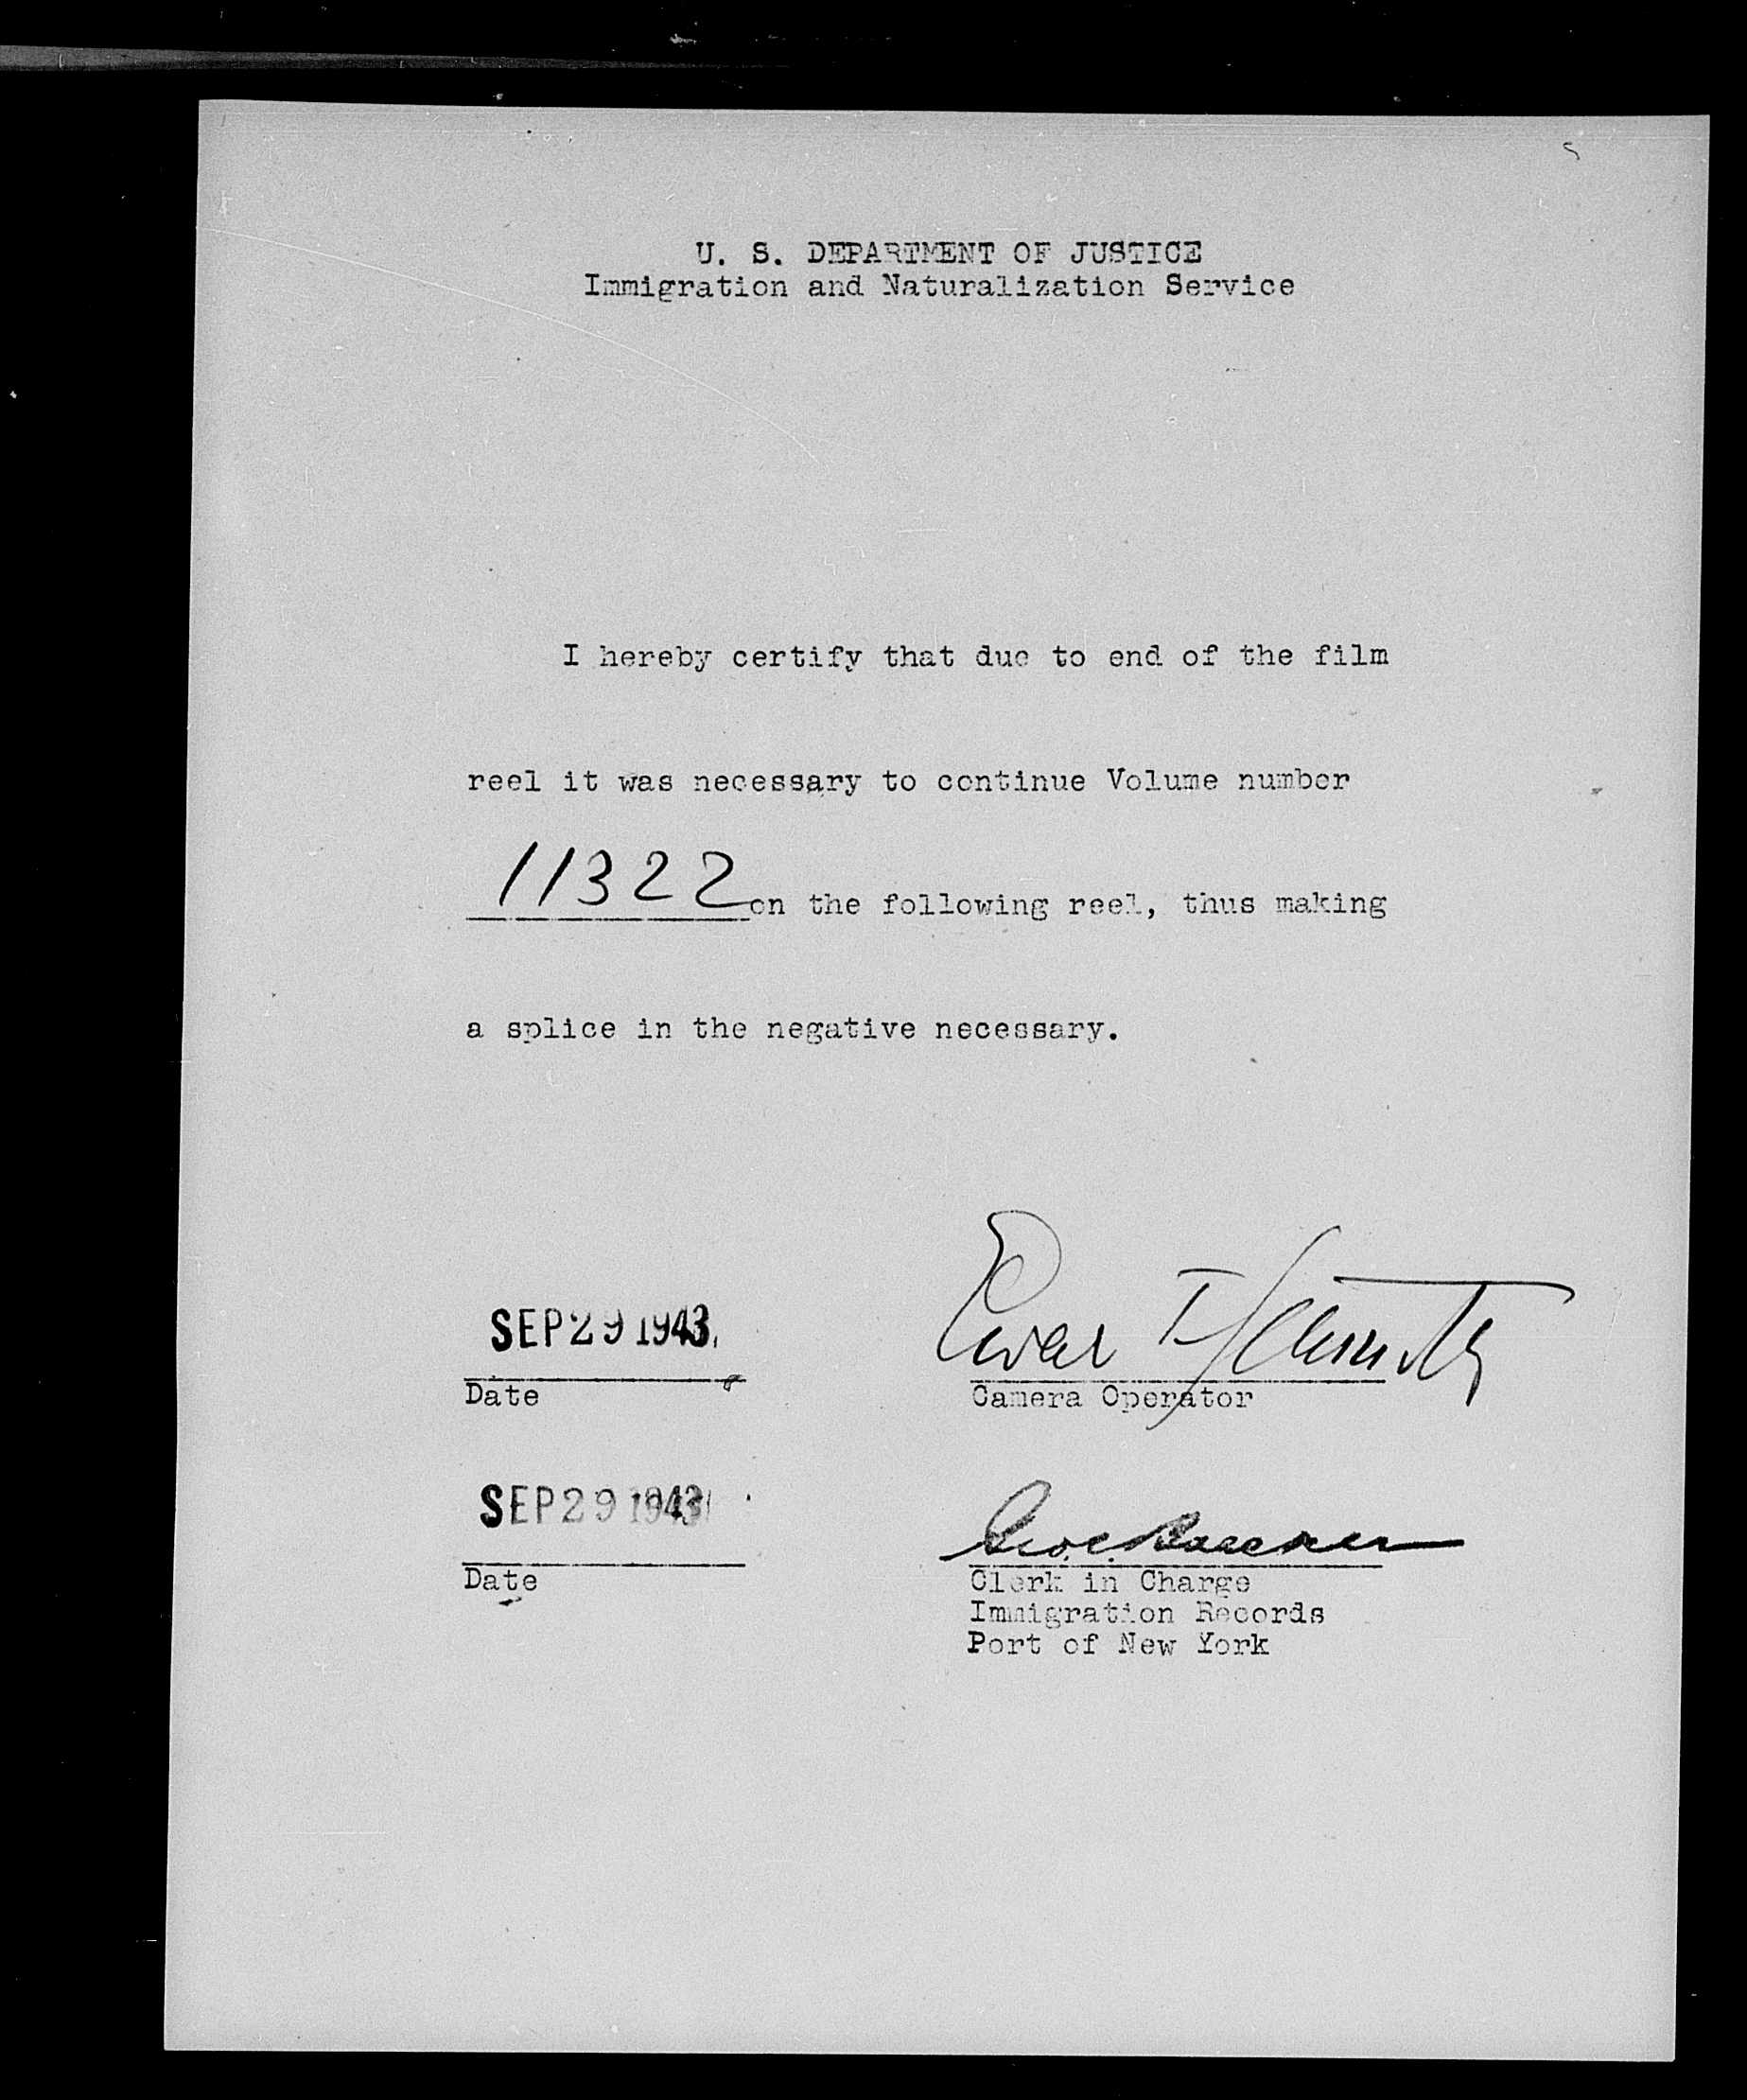 U. S. DEPARTMENT OF JUSTICE
Immigration and Naturalization Service
I hereby certify that due to end of the film
reel it was necessary to continue Volume number
11322 on the following reel, thus making
a splice in the negative necessary.
SEP 29 1943
Date
Camera Operator
SEP 29 1943
Date
Clerk in Charge
Immigration Records
Port of New York